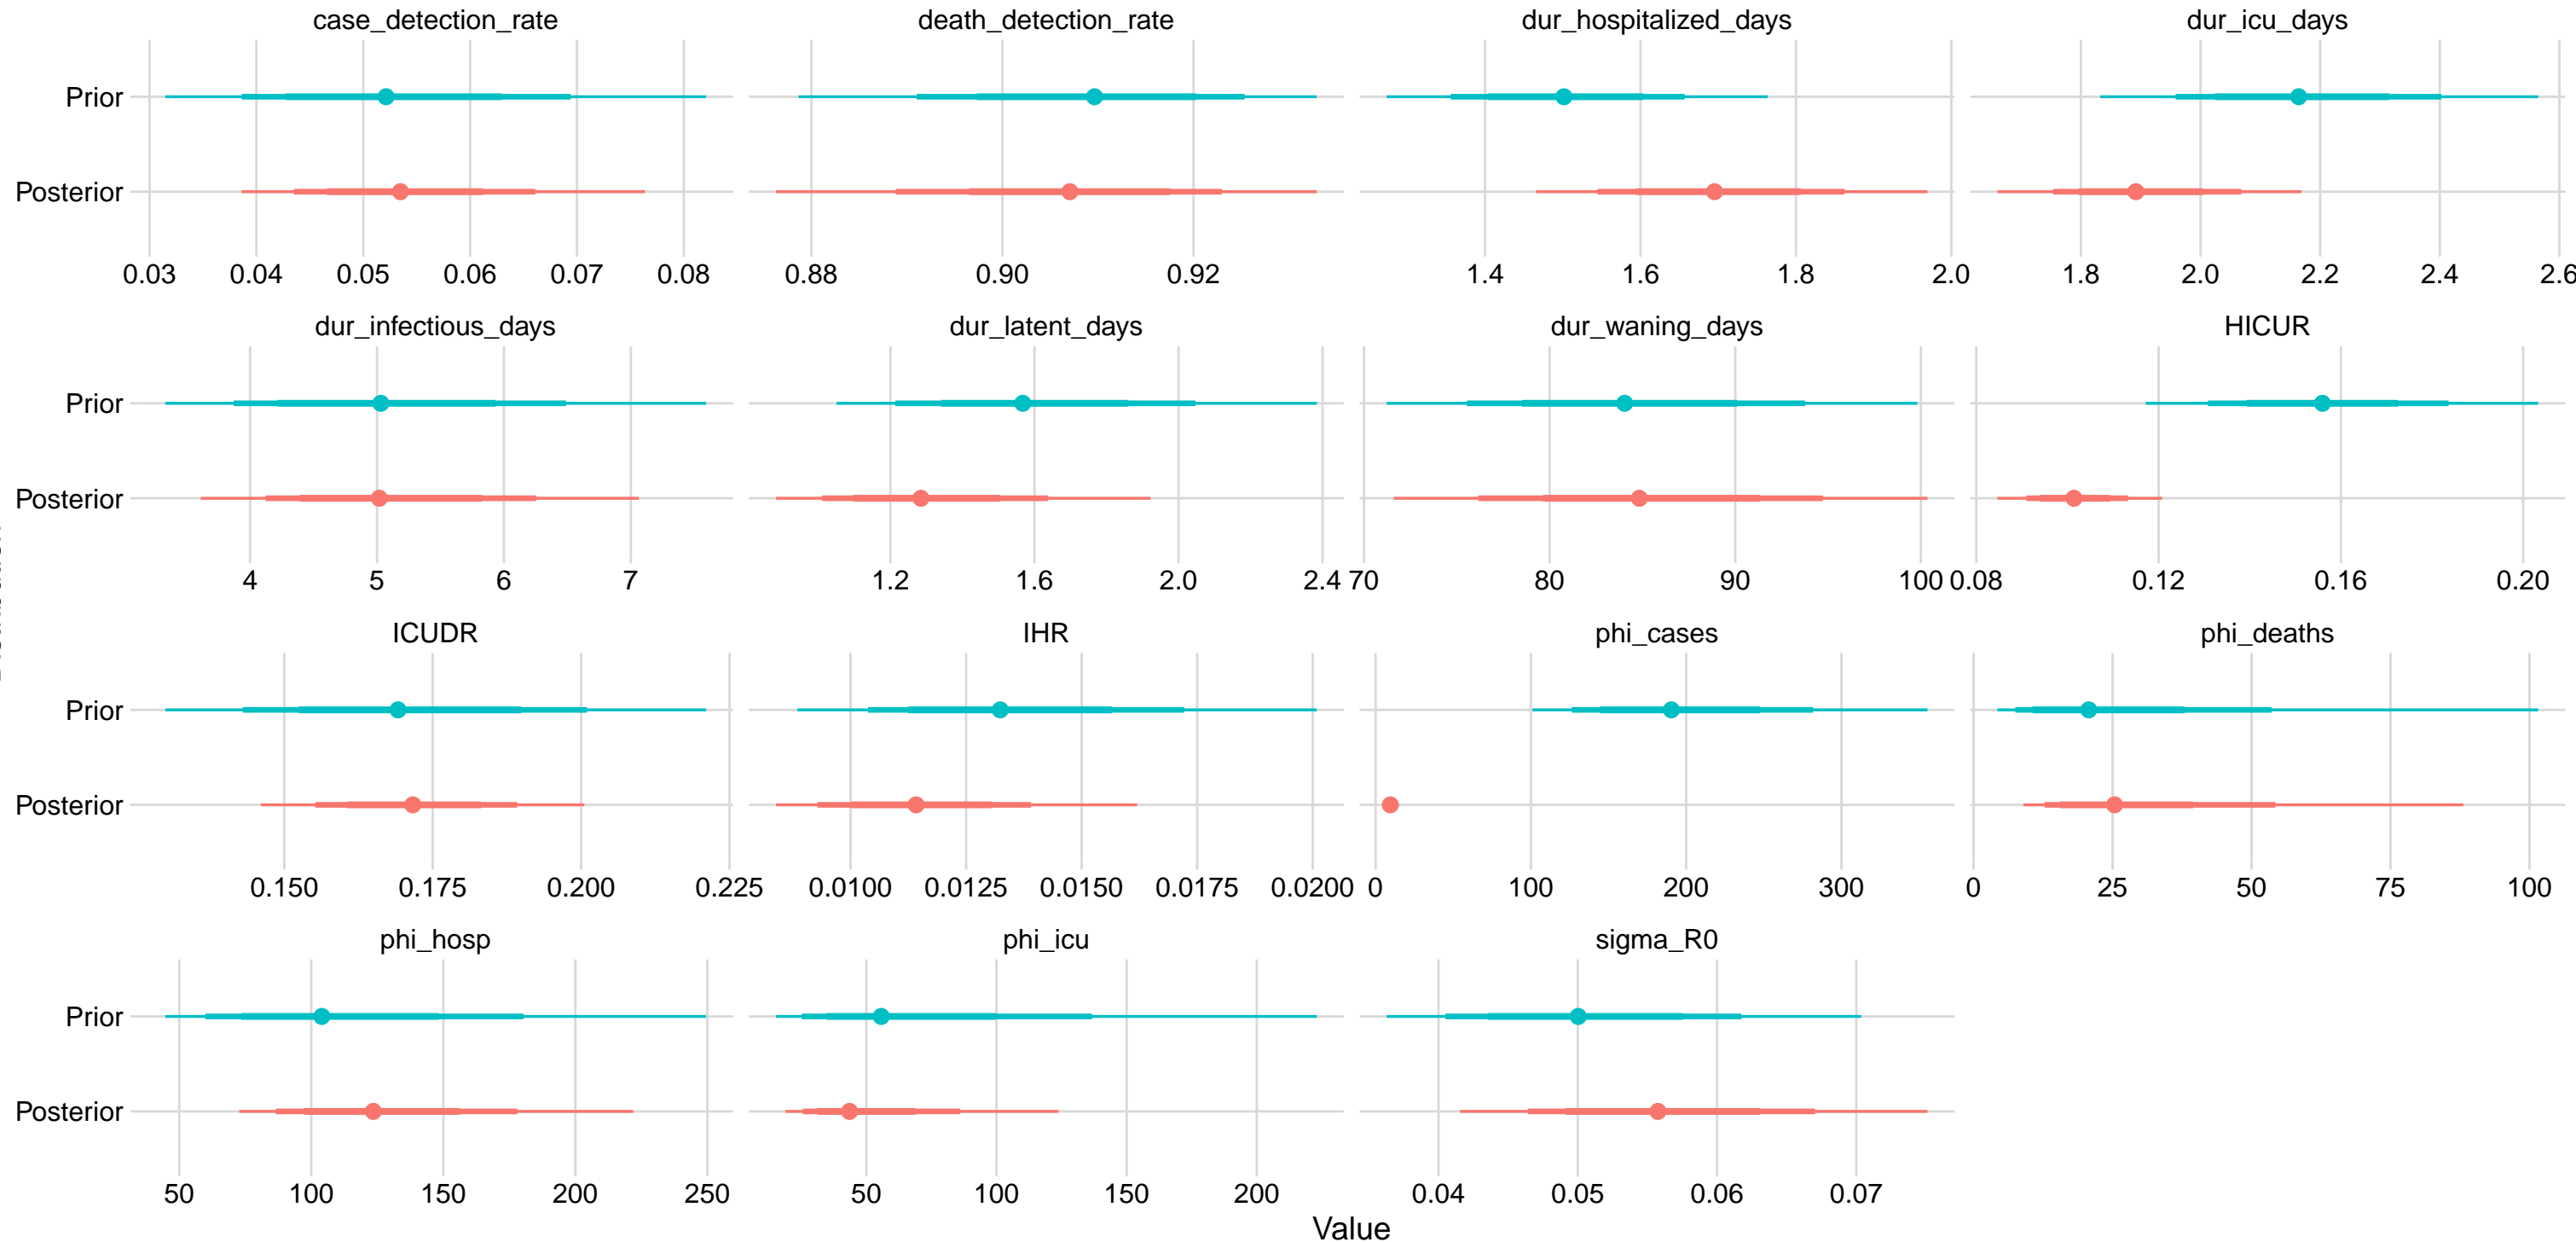 case_detection_rate death_detection_rate dur_hospitalized_days dur_icu_days
Prior
Posterior
0.03 0.04 0.05 0.06 0.07 0.08 0.88 0.90 0.92 1.4 1.6 1.8 2.0 1.8 2.0 2.2 2.4 2.6
dur_infectious_days dur_latent_days dur_waning_days HICUR
Prior
Posterior
4 5 6 7 1.2 1.6 2.0 2.4 70 80 90 100 0.08 0.12 0.16 0.20
ICUDR IHR phi_cases phi_deaths
Prior
Posterior
0.150 0.175 0.200 0.225 0.0100 0.0125 0.0150 0.0175 0.0200 0 100 200 300 0 25 50 75 100
phi_hosp phi_icu sigma_R0
Prior
Posterior
50 100 150 200 250 50 100 150 200 0.04 0.05 0.06 0.07
Value